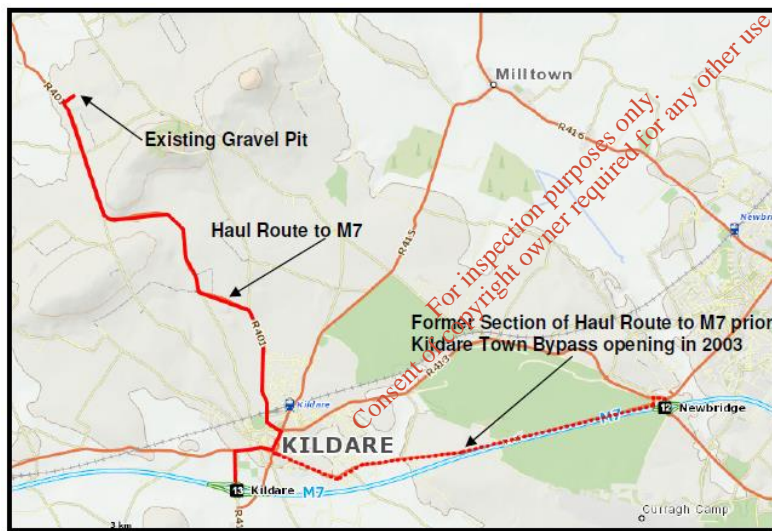 Milltown
R401
R416
Existing Gravel Pit
Haul Route to M7
R415
R401
Former Section of Haul Route to M7 prior
Kildare Town Bypass opening in 2003
R413
Kildare
KILDARE
12 Newbridge
M7
13 Kildare
M7
Curragh Camp
3 km
For inspection purposes only.
Consent of copyright owner required for any other use